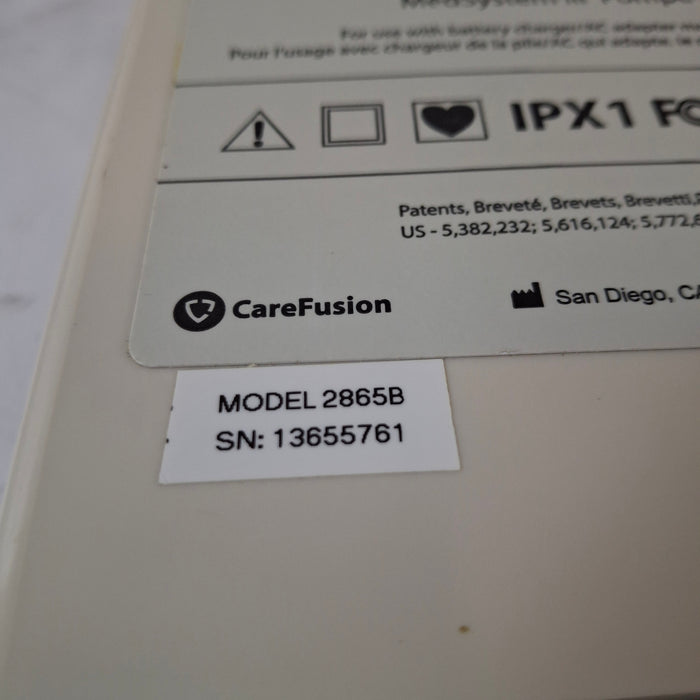 For use with battery charger/AC adapter
Pour l'usage avec chargeur de la pile/AC, qui adapte, la
IPX1
Patents, Breveté, Brevets, Brevetti,
US - 5,382,232; 5,616,124; 5,772,
CareFusion
San Diego, CA
MODEL 2865B
SN: 13655761